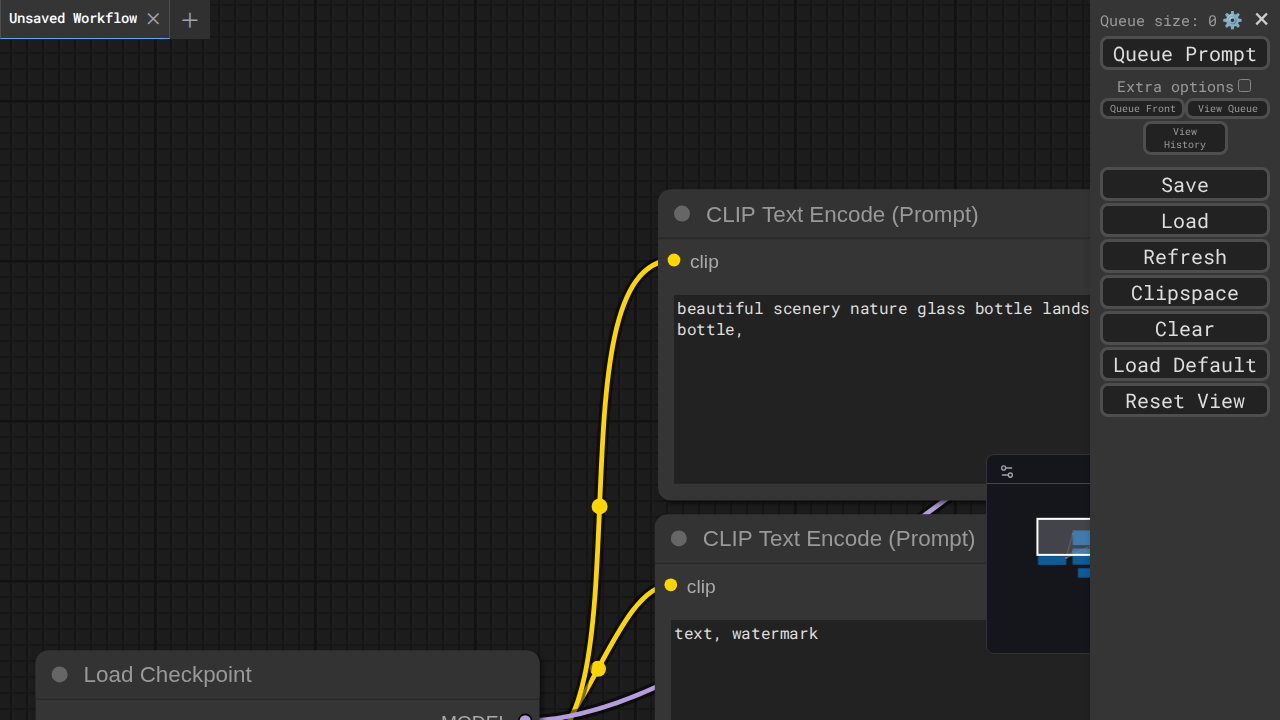 Unsaved Workflow
Queue size: 0
Queue Prompt
Extra options
Queue Front
View Queue
View
History
Save
Load
Refresh
Clipspace
Clear
Load Default
Reset View
CLIP Text Encode (Prompt)
clip
beautiful scenery nature glass bottle lands
bottle,
CLIP Text Encode (Prompt)
clip
text, watermark
Load Checkpoint
MODEL